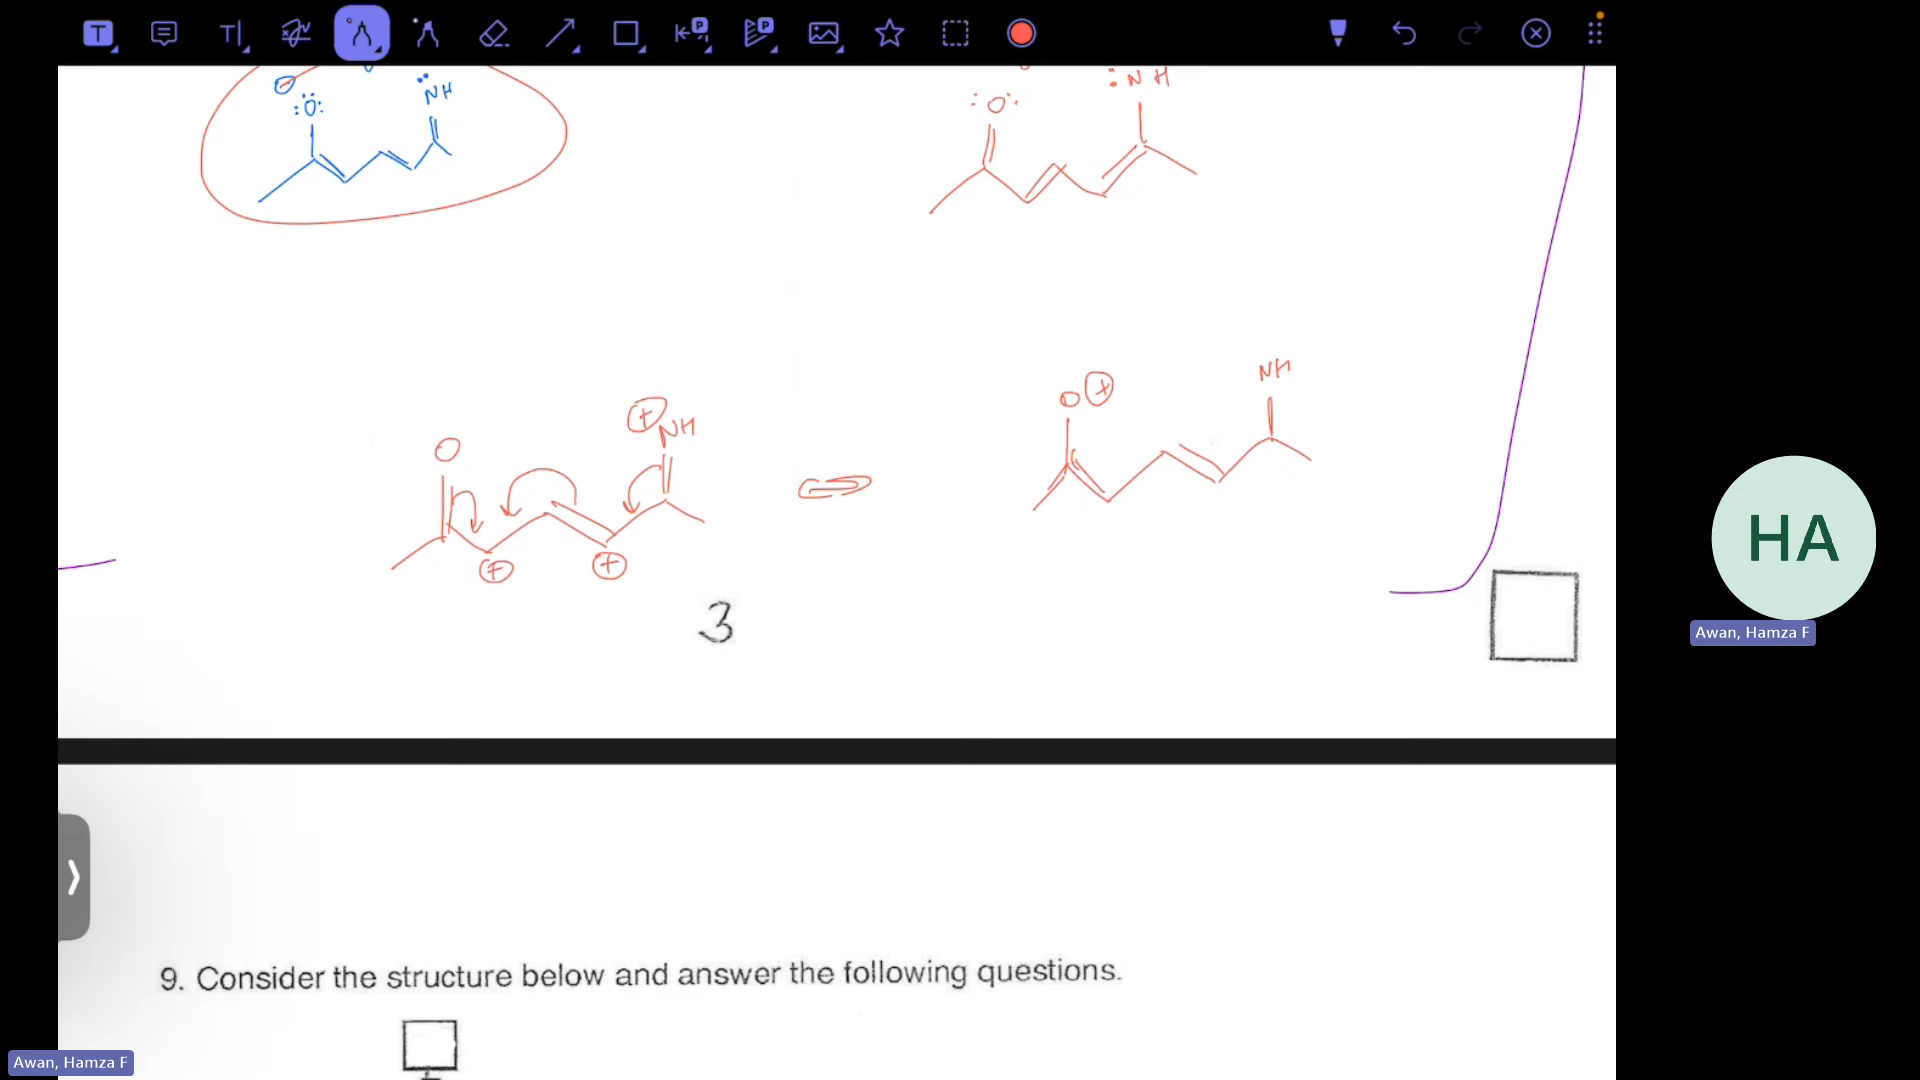 T T P P
:Ö: N̈H :O: :NH
O ⊕ NH O ⊕ NH
⊕ ⊕
3
HA
Awan, Hamza F
9. Consider the structure below and answer the following questions.
Awan, Hamza F